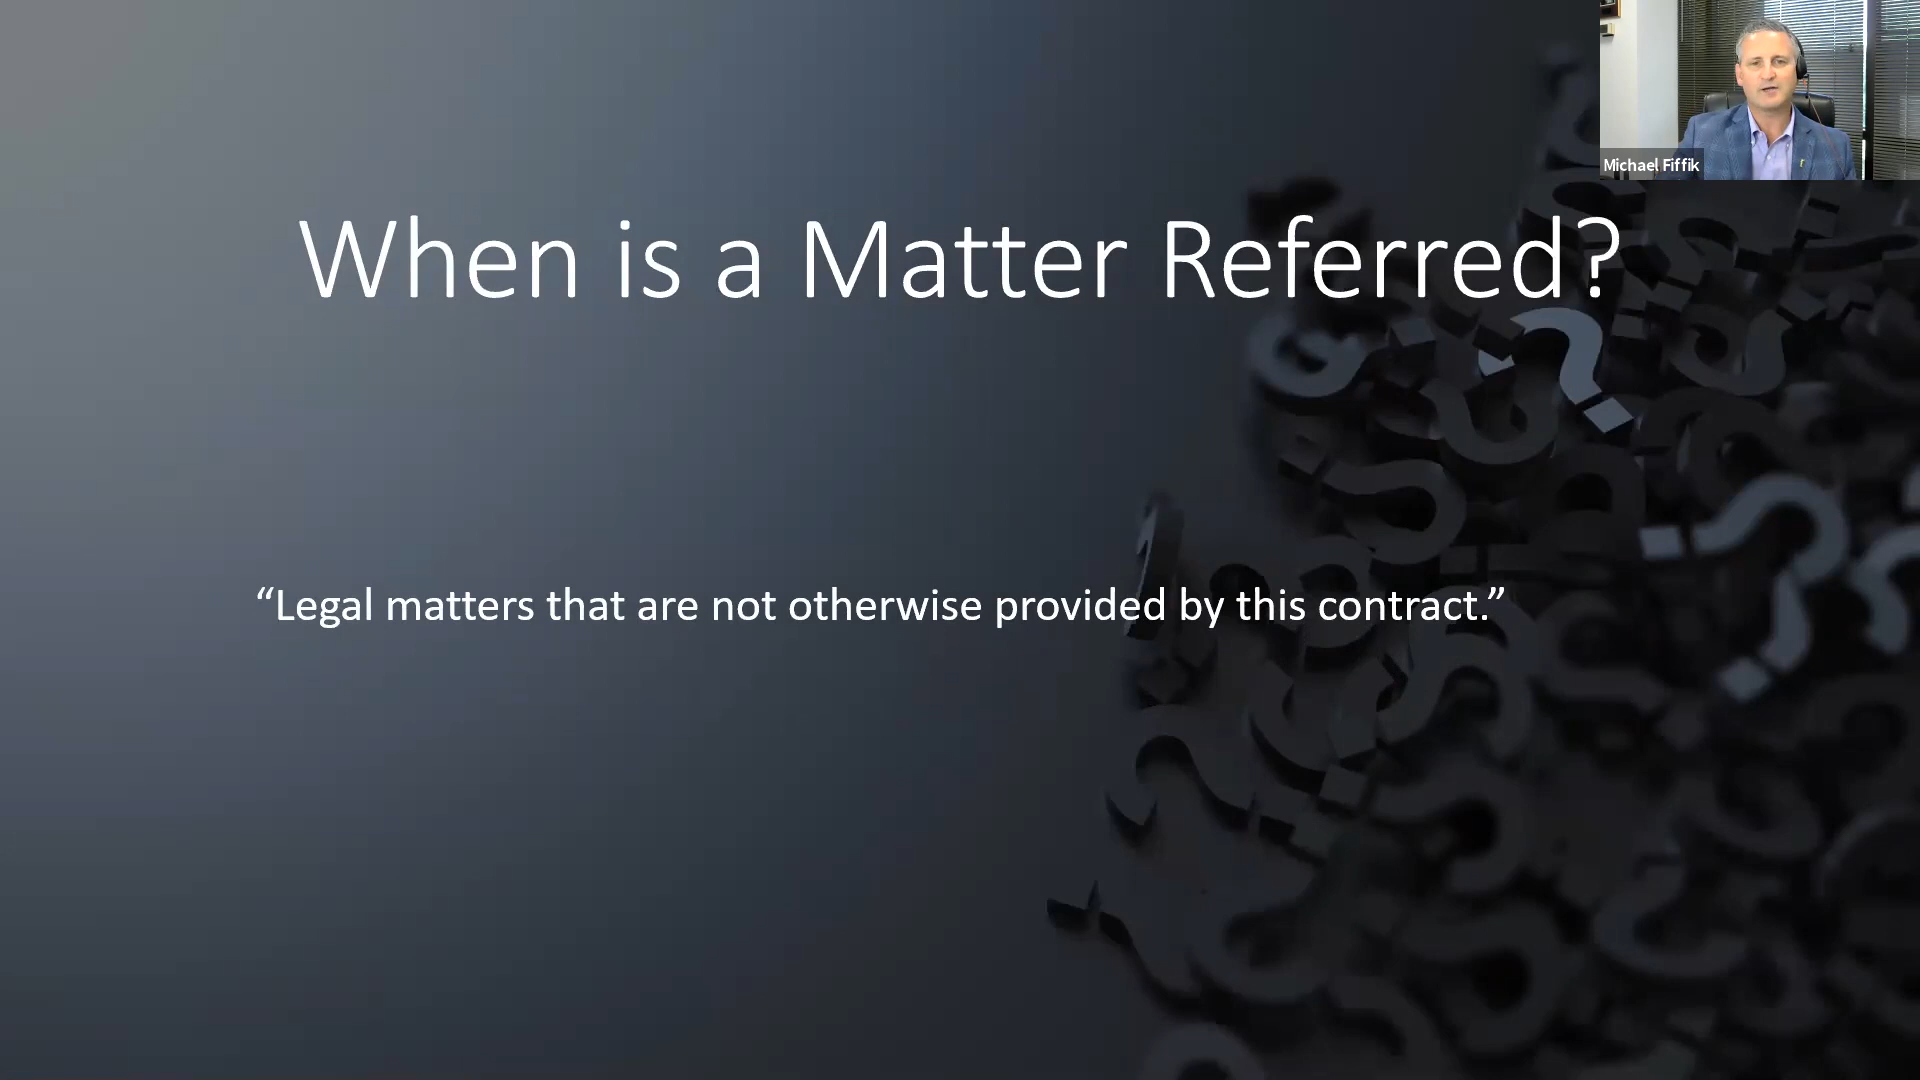 Michael Fiffik
When is a Matter Referred?
“Legal matters that are not otherwise provided by this contract.”